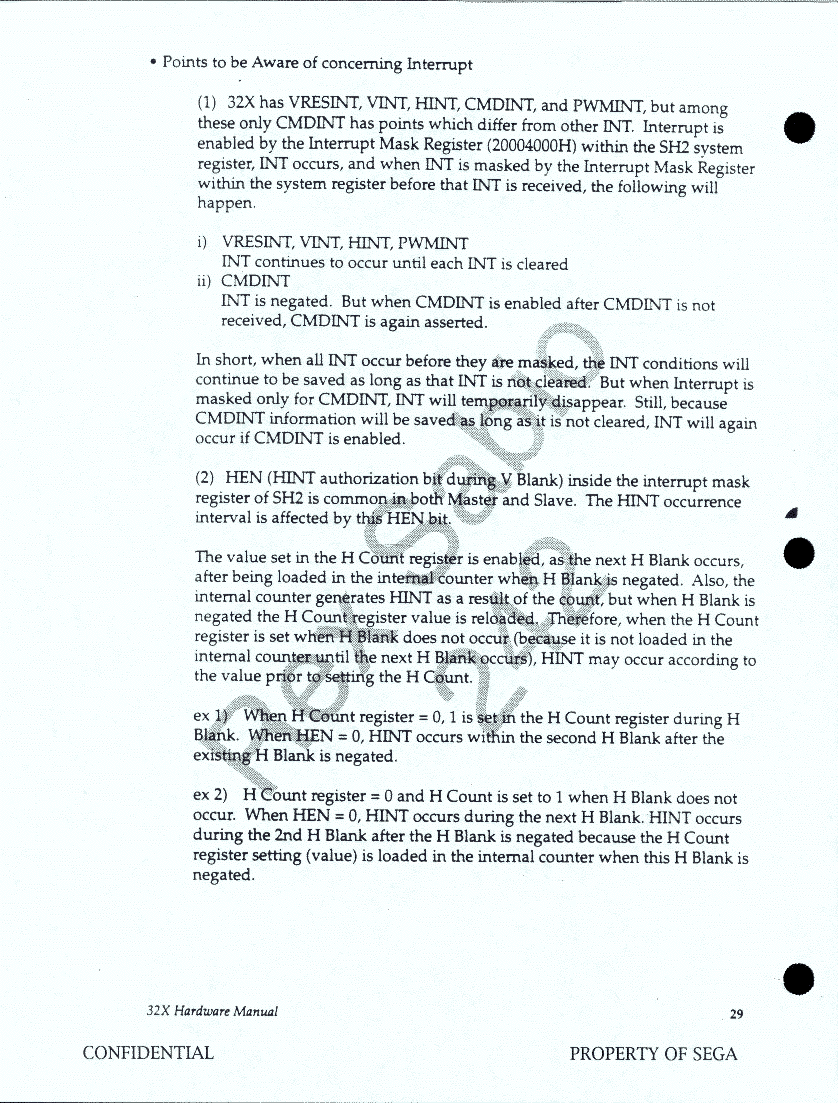 • Points to be Aware of concerning Interrupt
(1) 32X has VRESINT, VINT, HINT, CMDINT, and PWMINT, but among
these only CMDINT has points which differ from other INT. Interrupt is
enabled by the Interrupt Mask Register (20004000H) within the SH2 system
register, INT occurs, and when INT is masked by the Interrupt Mask Register
within the system register before that INT is received, the following will
happen.
i) VRESINT, VINT, HINT, PWMINT
INT continues to occur until each INT is cleared
ii) CMDINT
INT is negated. But when CMDINT is enabled after CMDINT is not
received, CMDINT is again asserted.
In short, when all INT occur before they are masked, the INT conditions will
continue to be saved as long as that INT is not cleared. But when Interrupt is
masked only for CMDINT, INT will temporarily disappear. Still, because
CMDINT information will be saved as long as it is not cleared, INT will again
occur if CMDINT is enabled.
(2) HEN (HINT authorization bit during V Blank) inside the interrupt mask
register of SH2 is common in both Master and Slave. The HINT occurrence
interval is affected by this HEN bit.
The value set in the H Count register is enabled, as the next H Blank occurs,
after being loaded in the internal counter when H Blank is negated. Also, the
internal counter generates HINT as a result of the count, but when H Blank is
negated the H Count register value is reloaded. Therefore, when the H Count
register is set when H Blank does not occur (because it is not loaded in the
internal counter until the next H Blank occurs), HINT may occur according to
the value prior to setting the H Count.
ex 1) When H Count register = 0, 1 is set in the H Count register during H
Blank. When HEN = 0, HINT occurs within the second H Blank after the
existing H Blank is negated.
ex 2) H Count register = 0 and H Count is set to 1 when H Blank does not
occur. When HEN = 0, HINT occurs during the next H Blank. HINT occurs
during the 2nd H Blank after the H Blank is negated because the H Count
register setting (value) is loaded in the internal counter when this H Blank is
negated.
Rex Sabio
242
32X Hardware Manual 29
CONFIDENTIAL PROPERTY OF SEGA